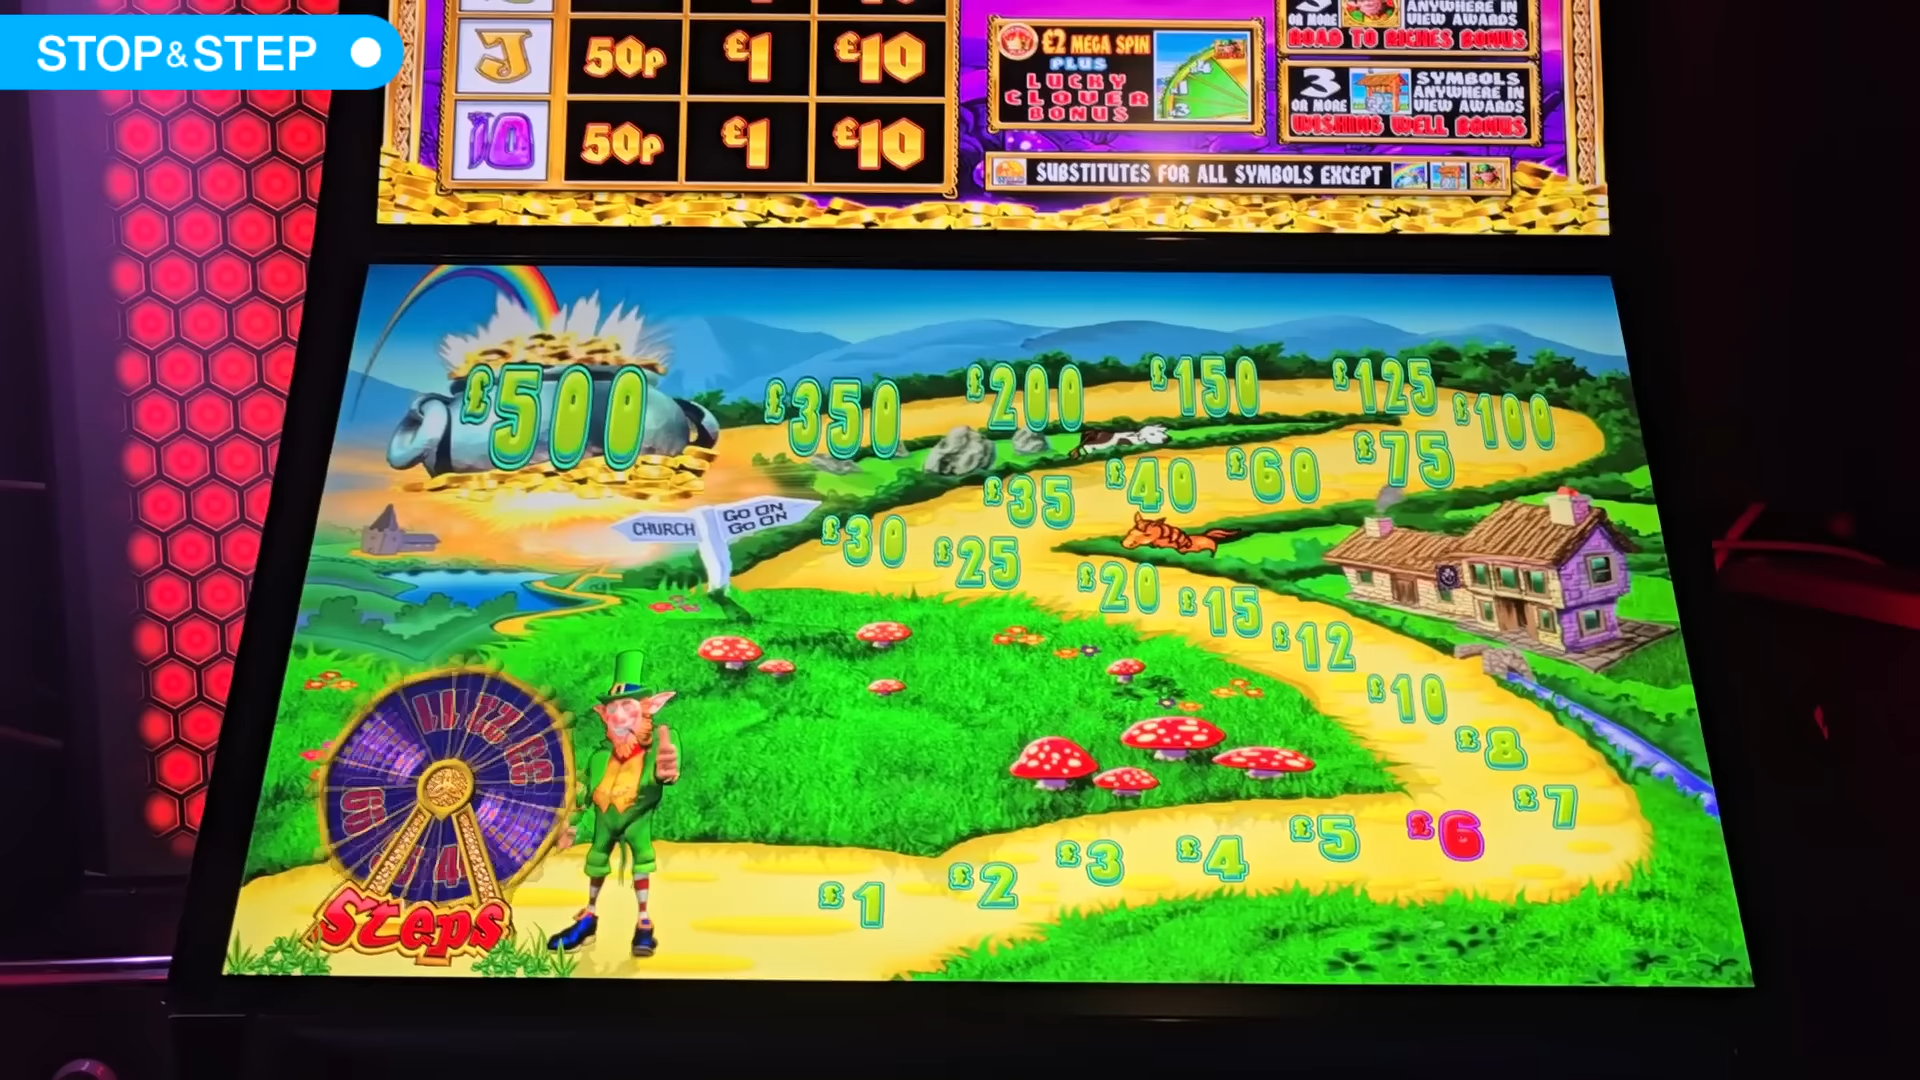 STOP&STEP
J 50p £1 £10
10 50p £1 £10
£2 MEGA SPIN
PLUS
LUCKY
CLOVER
BONUS
3
OR MORE
ANYWHERE IN
VIEW AWARDS
ROAD TO RICHES BONUS
3
OR MORE
SYMBOLS
ANYWHERE IN
VIEW AWARDS
WISHING WELL BONUS
SUBSTITUTES FOR ALL SYMBOLS EXCEPT
£500 £350 £200 £150 £125 £100
£35 £40 £60 £75
CHURCH
GO ON
GO ON
£30 £25 £20 £15 £12
£10
£8
£7
£1 £2 £3 £4 £5 £6
4
Steps